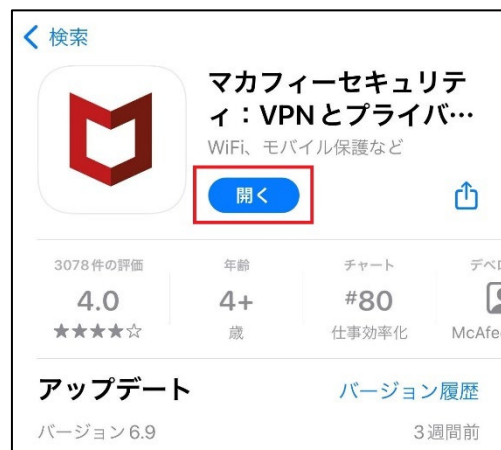 検索
マカフィーセキュリテ
ィ：VPNとプライバ…
WiFi、モバイル保護など
開く
3078件の評価
年齢
チャート
4.0
4+
#80
★★★★☆
歳
仕事効率化
アップデート
バージョン履歴
バージョン 6.9
3週間前